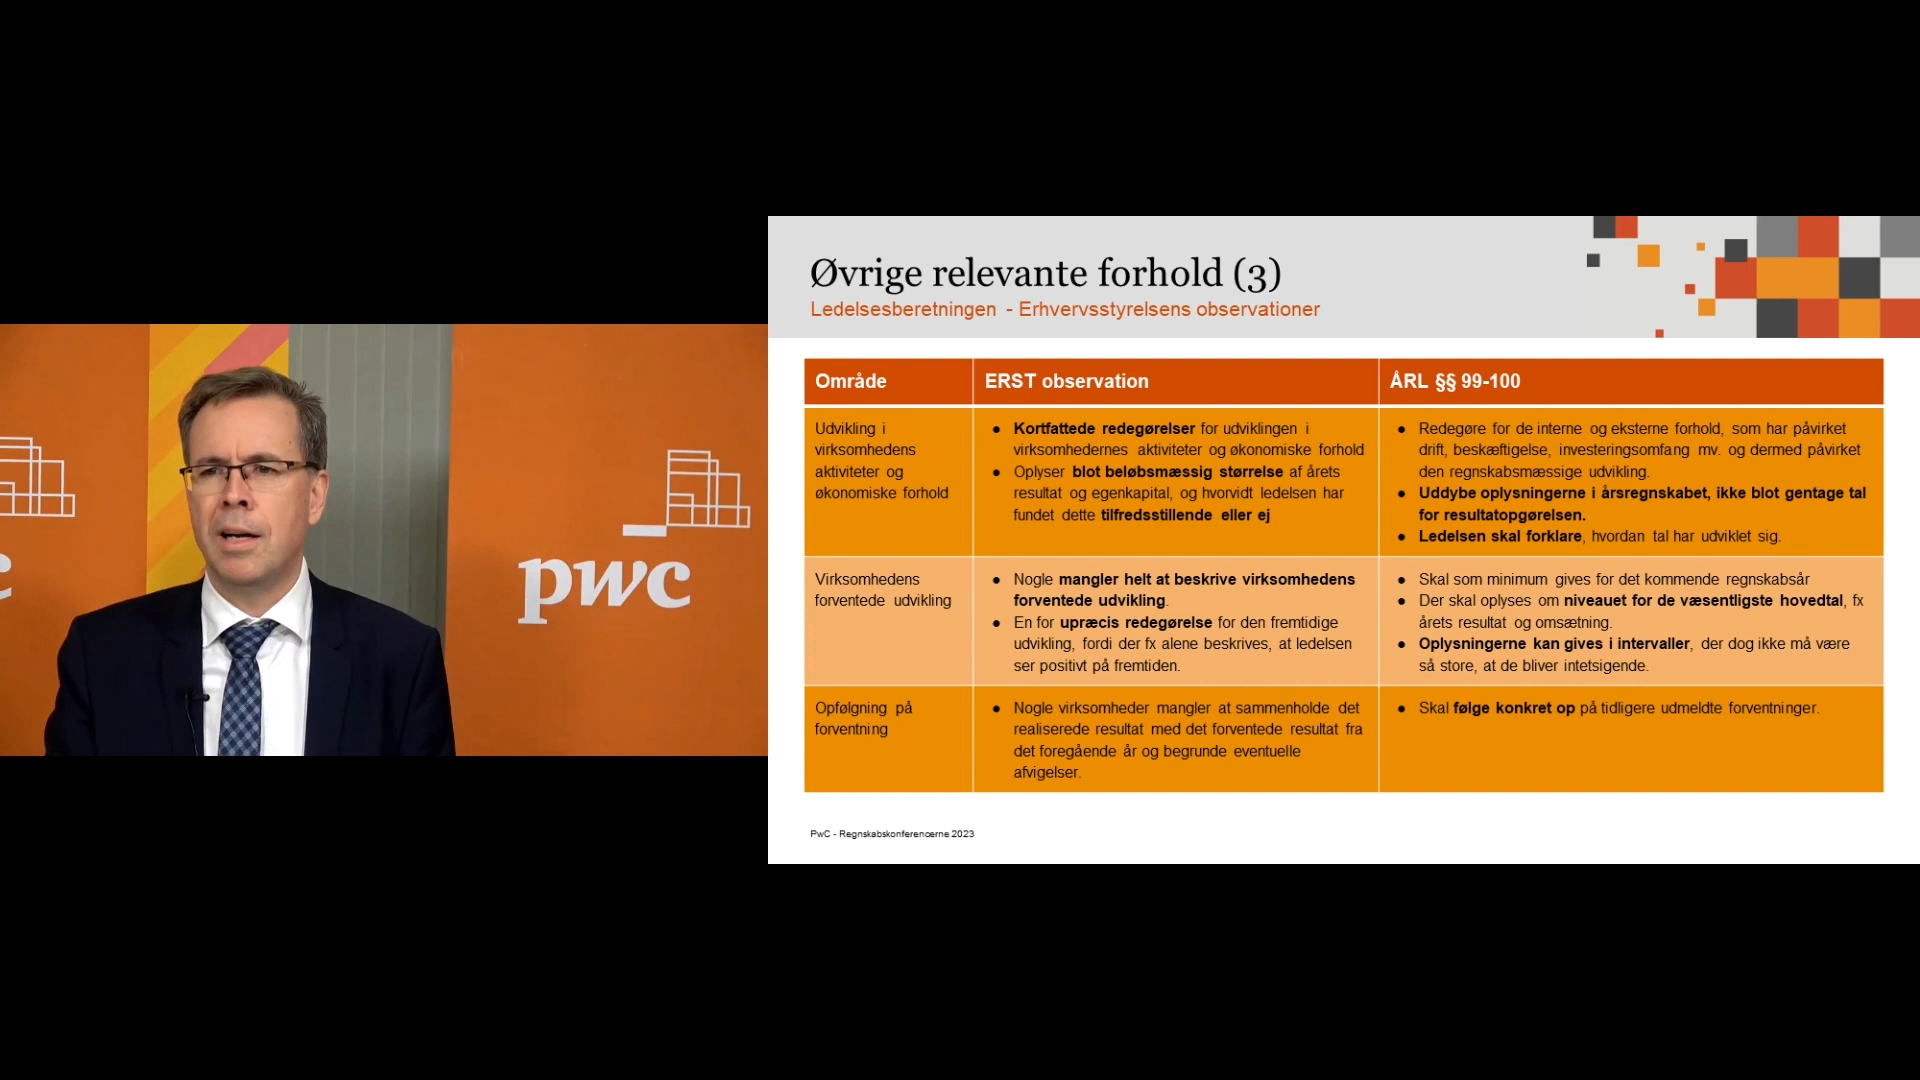 pwc
c
Øvrige relevante forhold (3)
Ledelsesberetningen - Erhvervsstyrelsens observationer
Område
ERST observation
ÅRL §§ 99-100
Udvikling i
virksomhedens
aktiviteter og
økonomiske forhold
● Kortfattede redegørelser for udviklingen i
virksomhedernes aktiviteter og økonomiske forhold
● Oplyser blot beløbsmæssig størrelse af årets
resultat og egenkapital, og hvorvidt ledelsen har
fundet dette tilfredsstillende eller ej
● Redegøre for de interne og eksterne forhold, som har påvirket
drift, beskæftigelse, investeringsomfang mv. og dermed påvirket
den regnskabsmæssige udvikling.
● Uddybe oplysningerne i årsregnskabet, ikke blot gentage tal
for resultatopgørelsen.
● Ledelsen skal forklare, hvordan tal har udviklet sig.
Virksomhedens
forventede udvikling
● Nogle mangler helt at beskrive virksomhedens
forventede udvikling.
● En for upræcis redegørelse for den fremtidige
udvikling, fordi der fx alene beskrives, at ledelsen
ser positivt på fremtiden.
● Skal som minimum gives for det kommende regnskabsår
● Der skal oplyses om niveauet for de væsentligste hovedtal, fx
årets resultat og omsætning.
● Oplysningerne kan gives i intervaller, der dog ikke må være
så store, at de bliver intetsigende.
Opfølgning på
forventning
● Nogle virksomheder mangler at sammenholde det
realiserede resultat med det forventede resultat fra
det foregående år og begrunde eventuelle
afvigelser.
● Skal følge konkret op på tidligere udmeldte forventninger.
PwC - Regnskabskonferencerne 2023